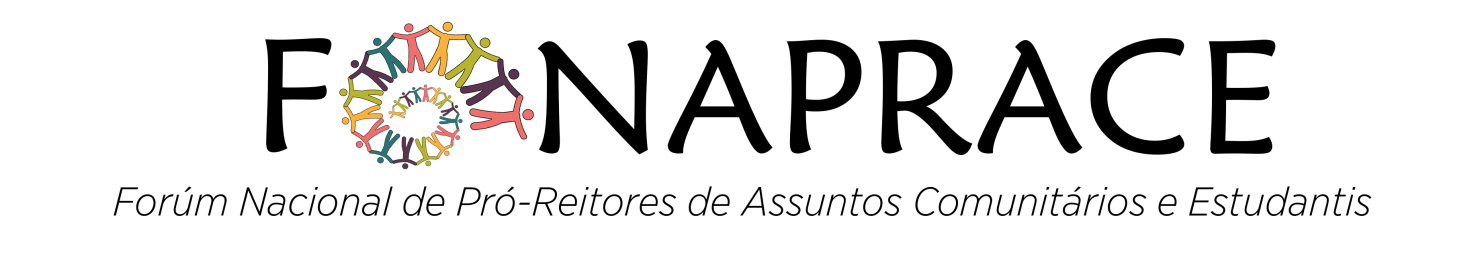 FONAPRACE
Forúm Nacional de Pró-Reitores de Assuntos Comunitários e Estudantis